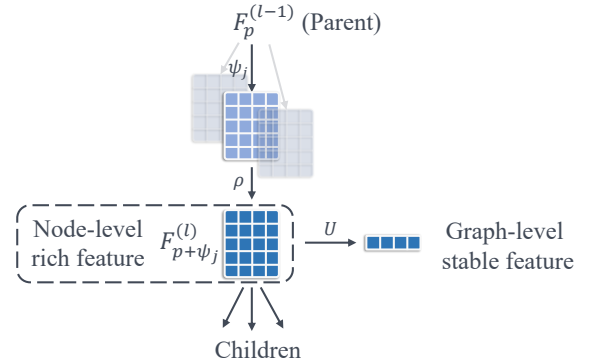 F_p^{(l-1)} (Parent)
ψ_j
ρ
Node-level
rich feature
F_{p+ψ_j}^{(l)}
U
Graph-level
stable feature
Children